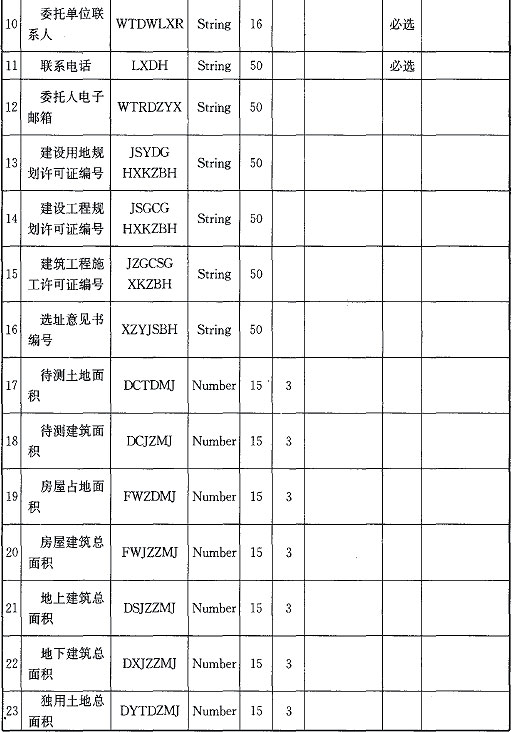 10 委托单位联系人 WTDWLXR String 16 必选
11 联系电话 LXDH String 50 必选
12 委托人电子邮箱 WTRDZYX String 50
13 建设用地规划许可证编号 JSYDGHXKZBH String 50
14 建设工程规划许可证编号 JSGCGHXKZBH String 50
15 建筑工程施工许可证编号 JZGCSGXKZBH String 50
16 选址意见书编号 XZYJSBH String 50
17 待测土地面积 DCTDMJ Number 15 3
18 待测建筑面积 DCJZMJ Number 15 3
19 房屋占地面积 FWZDMJ Number 15 3
20 房屋建筑总面积 FWJZZMJ Number 15 3
21 地上建筑总面积 DSJZZMJ Number 15 3
22 地下建筑总面积 DXJZZMJ Number 15 3
23 独用土地总面积 DYTDZMJ Number 15 3